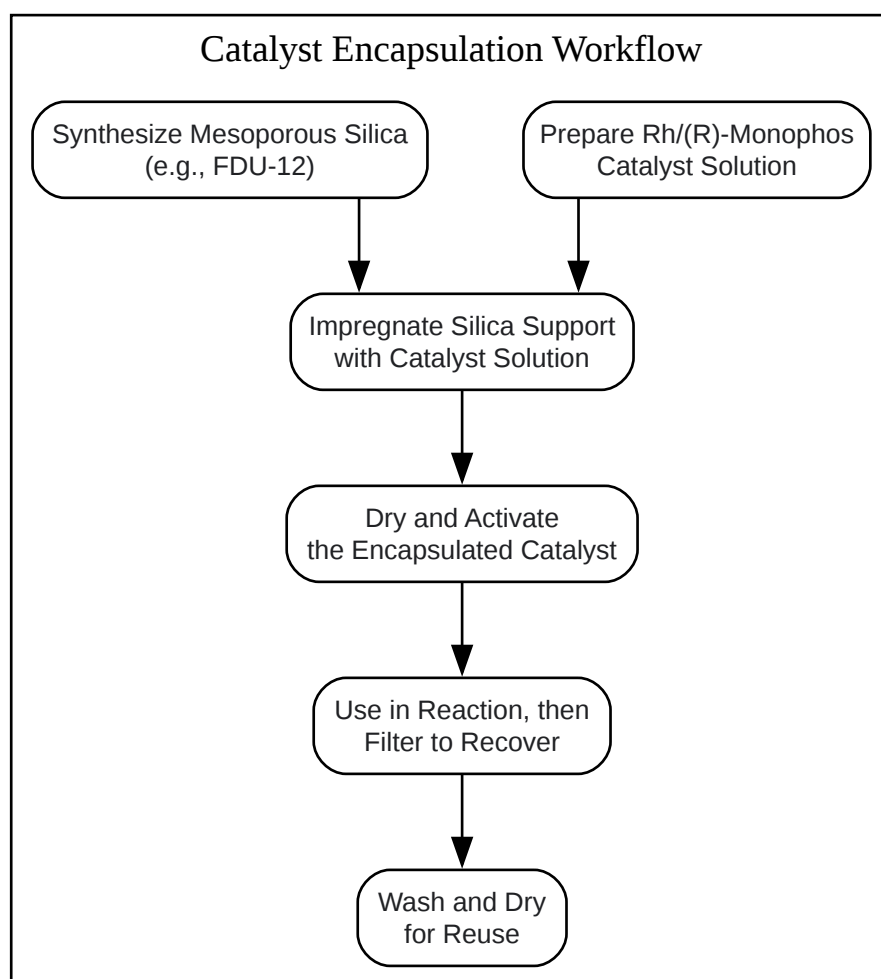 Catalyst Encapsulation Workflow
Synthesize Mesoporous Silica
(e.g., FDU-12)
Prepare Rh/(R)-Monophos
Catalyst Solution
Impregnate Silica Support
with Catalyst Solution
Dry and Activate
the Encapsulated Catalyst
Use in Reaction, then
Filter to Recover
Wash and Dry
for Reuse